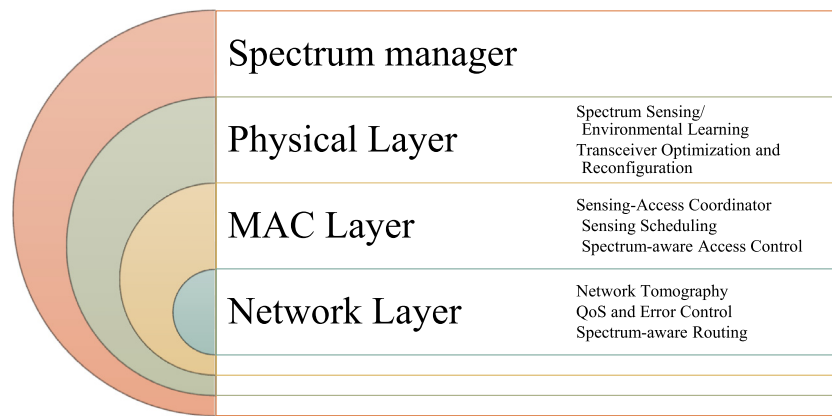 Spectrum manager
Physical Layer
Spectrum Sensing/
Environmental Learning
Transceiver Optimization and
Reconfiguration
MAC Layer
Sensing-Access Coordinator
Sensing Scheduling
Spectrum-aware Access Control
Network Layer
Network Tomography
QoS and Error Control
Spectrum-aware Routing